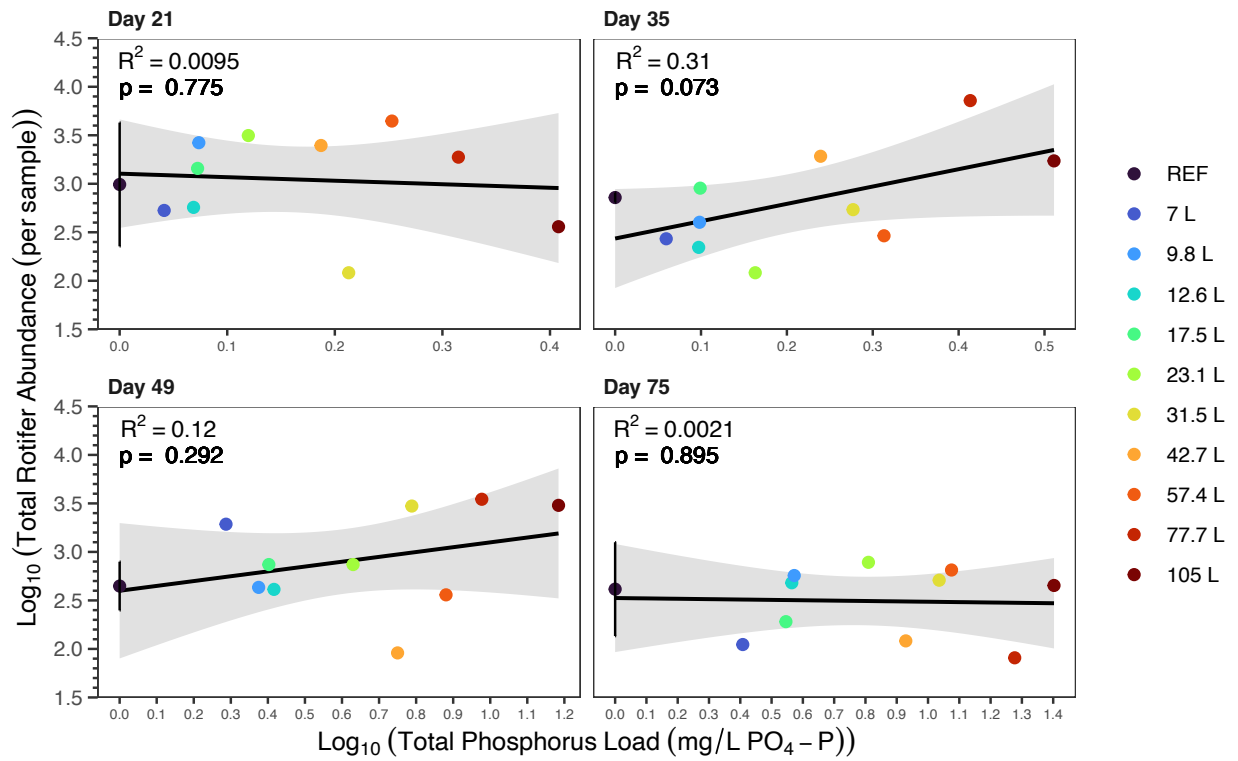 Day 21
Day 35
Log10 (Total Rotifer Abundance (per sample))
4.5
4.0
3.5
3.0
2.5
2.0
1.5
R² = 0.0095
p = 0.775
0.0 0.1 0.2 0.3 0.4
R² = 0.31
p = 0.073
0.0 0.1 0.2 0.3 0.4 0.5
Day 49
Day 75
4.5
4.0
3.5
3.0
2.5
2.0
1.5
R² = 0.12
p = 0.292
0.0 0.1 0.2 0.3 0.4 0.5 0.6 0.7 0.8 0.9 1.0 1.1 1.2
R² = 0.0021
p = 0.895
0.0 0.1 0.2 0.3 0.4 0.5 0.6 0.7 0.8 0.9 1.0 1.1 1.2 1.3 1.4
Log10 (Total Phosphorus Load (mg/L PO4 – P))
REF
7 L
9.8 L
12.6 L
17.5 L
23.1 L
31.5 L
42.7 L
57.4 L
77.7 L
105 L